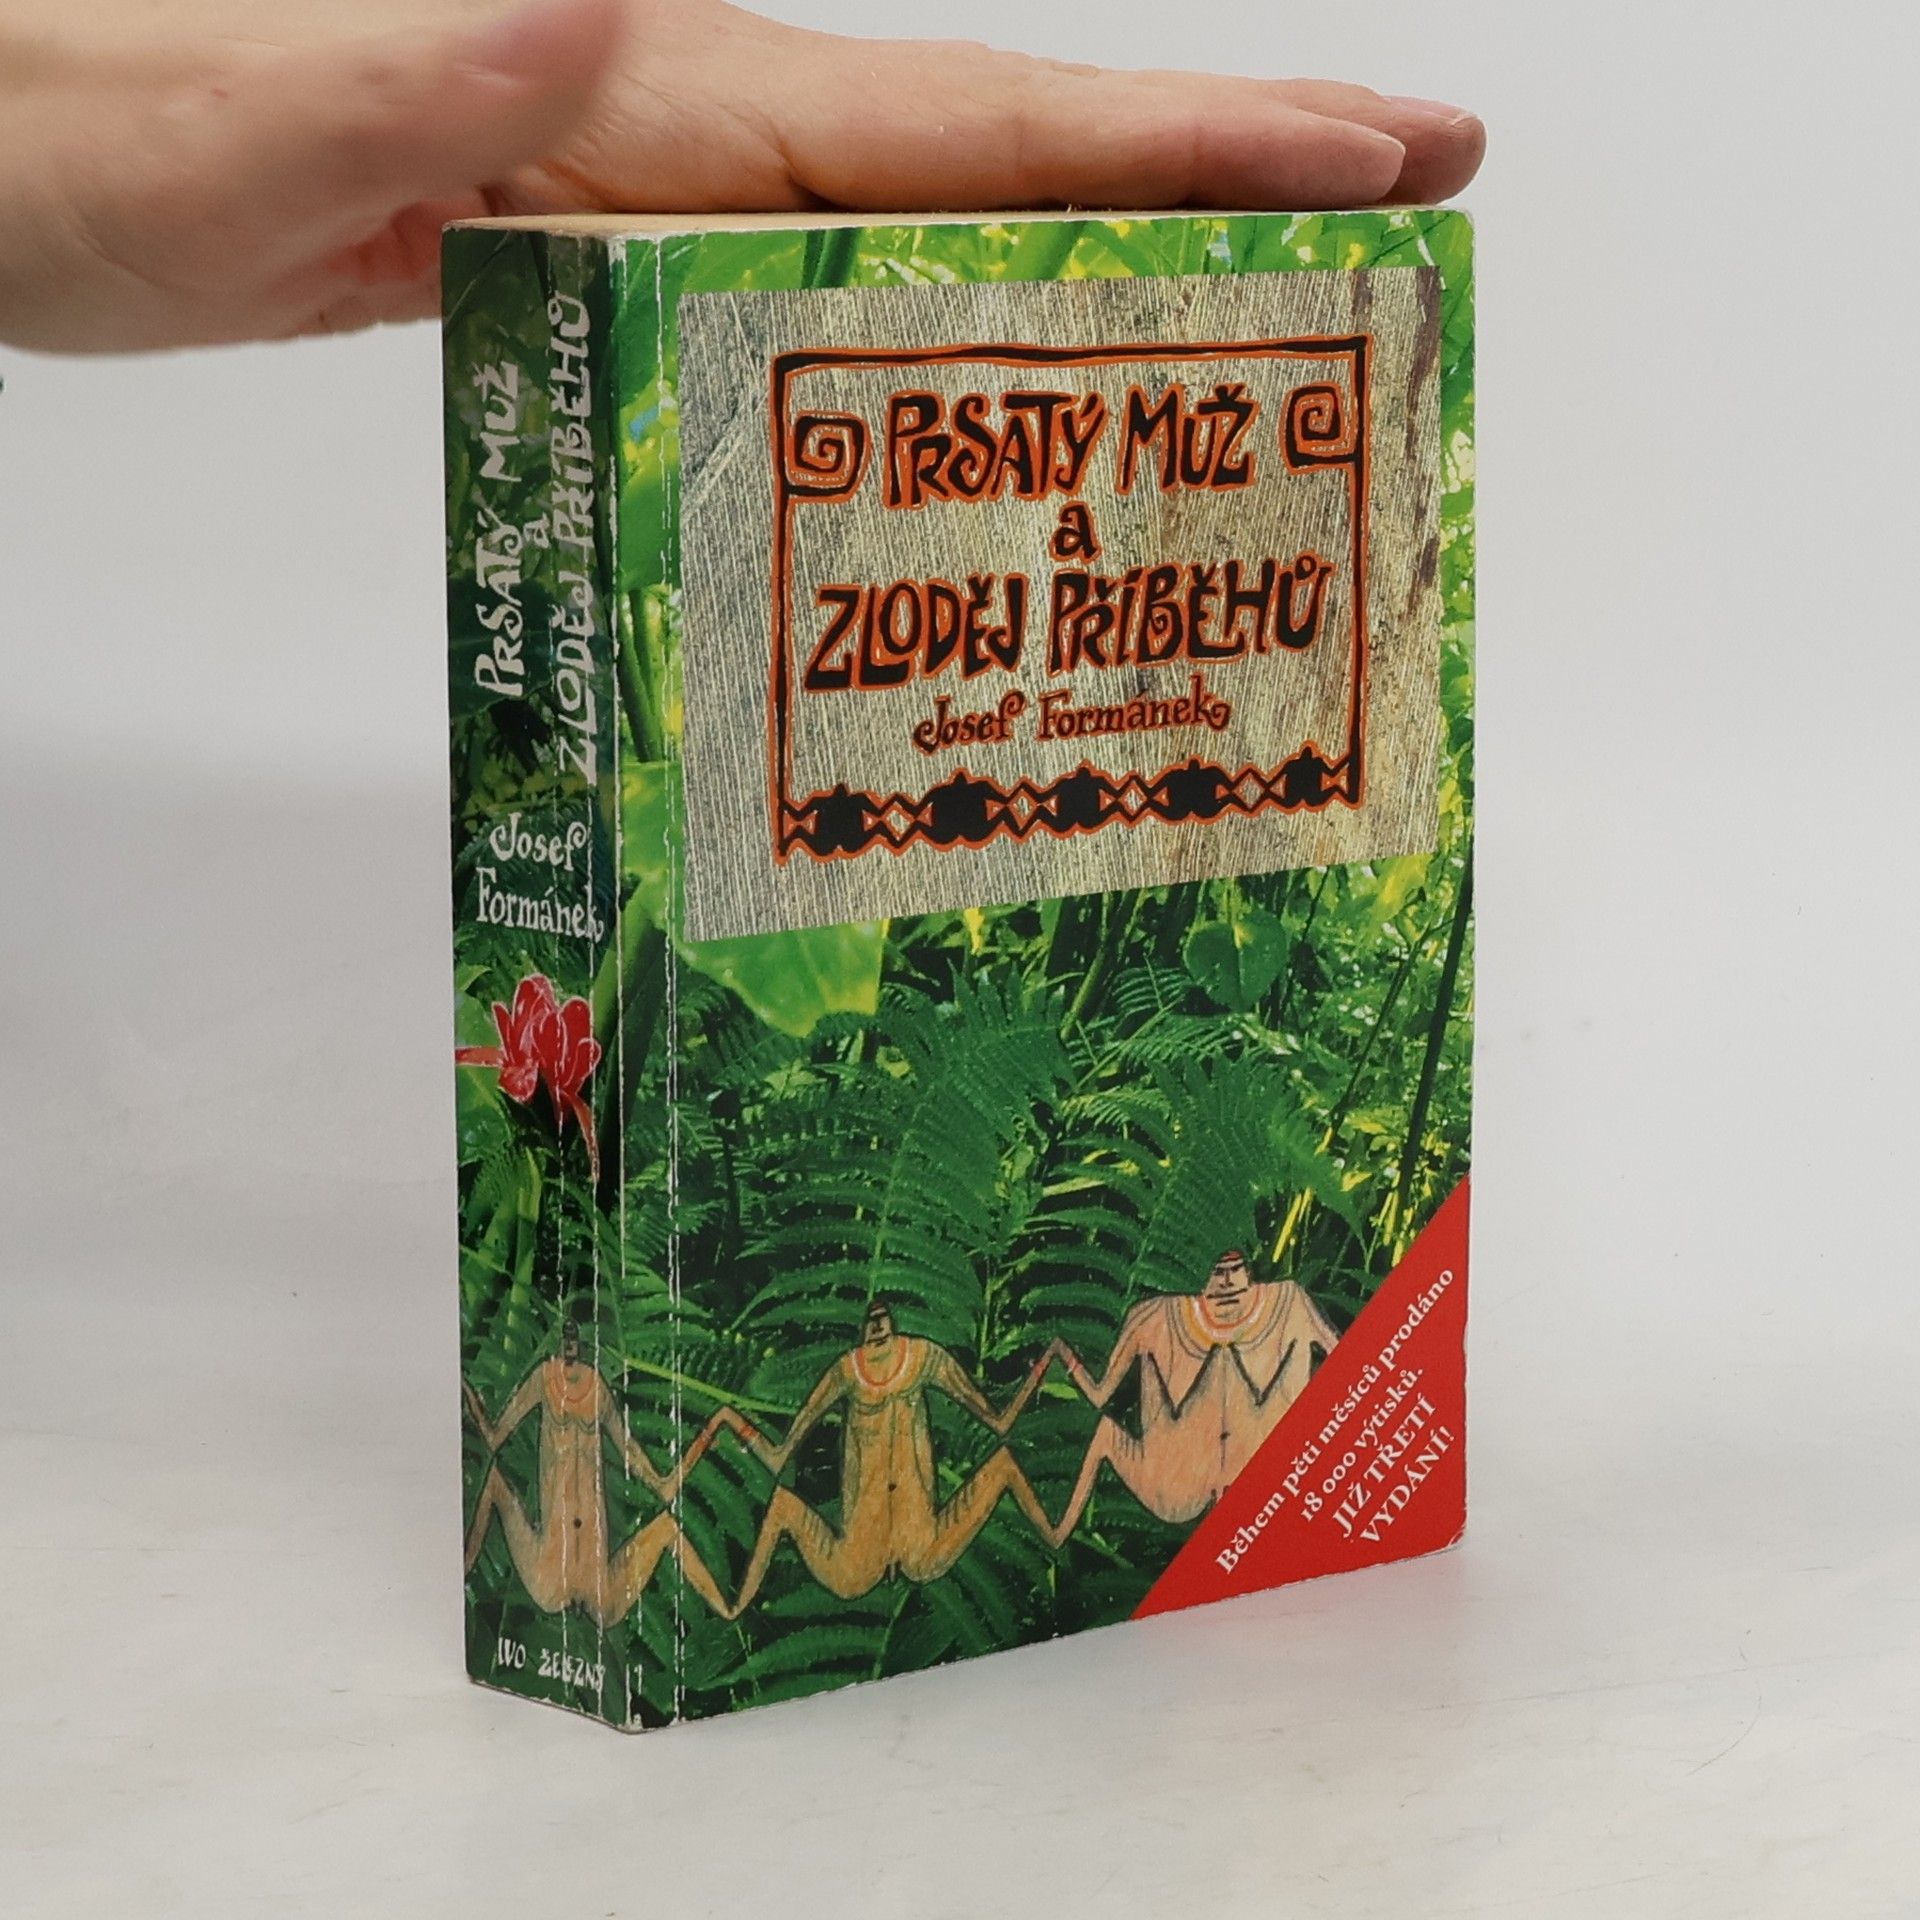 PRSATÝ MUŽ
a
ZLODĚJ PŘÍBĚHŮ
Josef
Formánek
IVO ŽELEZNÝ
PRSATÝ MUŽ
a
ZLODĚJ PŘÍBĚHŮ
Josef Formánek
Během pěti měsíců prodáno
18 000 výtisků.
JIŽ TŘETÍ
VYDÁNÍ!